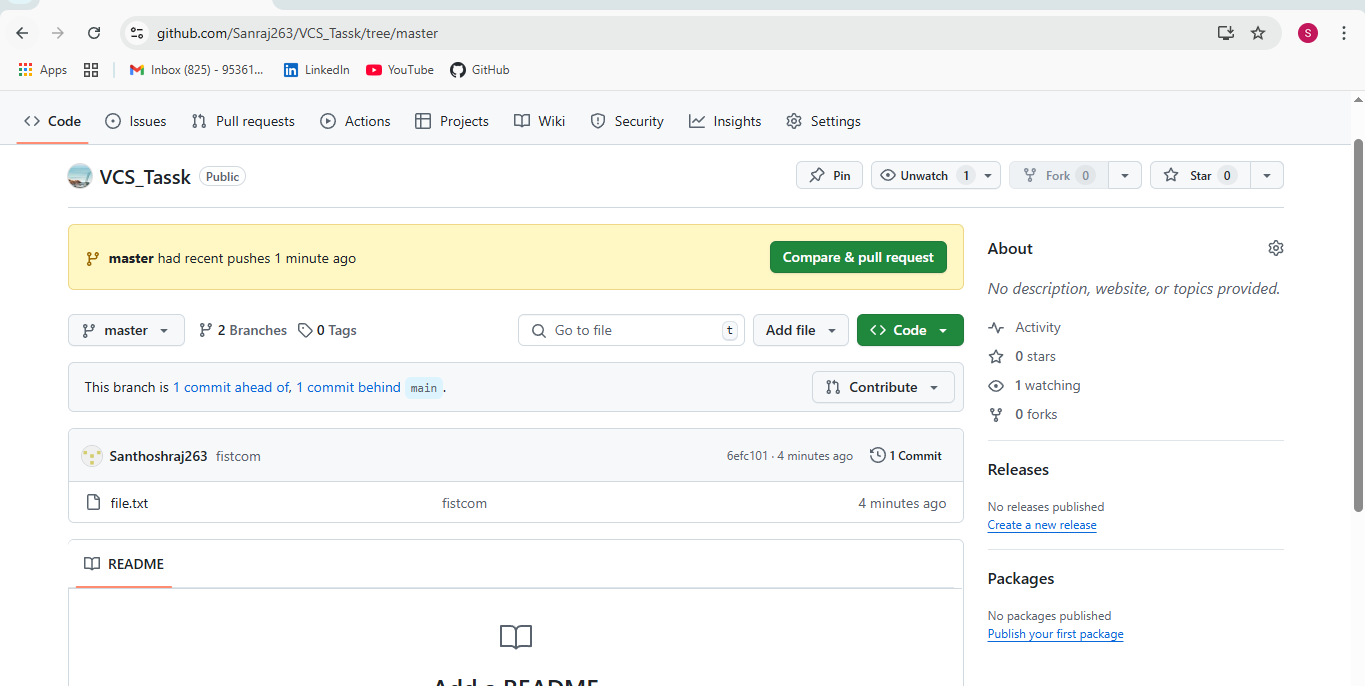 github.com/Sanraj263/VCS_Tassk/tree/master
S
Apps
Inbox (825) - 95361...
LinkedIn
YouTube
GitHub
Code
Issues
Pull requests
Actions
Projects
Wiki
Security
Insights
Settings
VCS_Tassk
Public
Pin
Unwatch 1
Fork 0
Star 0
master had recent pushes 1 minute ago
Compare & pull request
master
2 Branches
0 Tags
Go to file
t
Add file
Code
This branch is 1 commit ahead of, 1 commit behind main .
Contribute
Santhoshraj263 fistcom
6efc101 · 4 minutes ago
1 Commit
file.txt
fistcom
4 minutes ago
README
Add a README
About
No description, website, or topics provided.
Activity
0 stars
1 watching
0 forks
Releases
No releases published
Create a new release
Packages
No packages published
Publish your first package